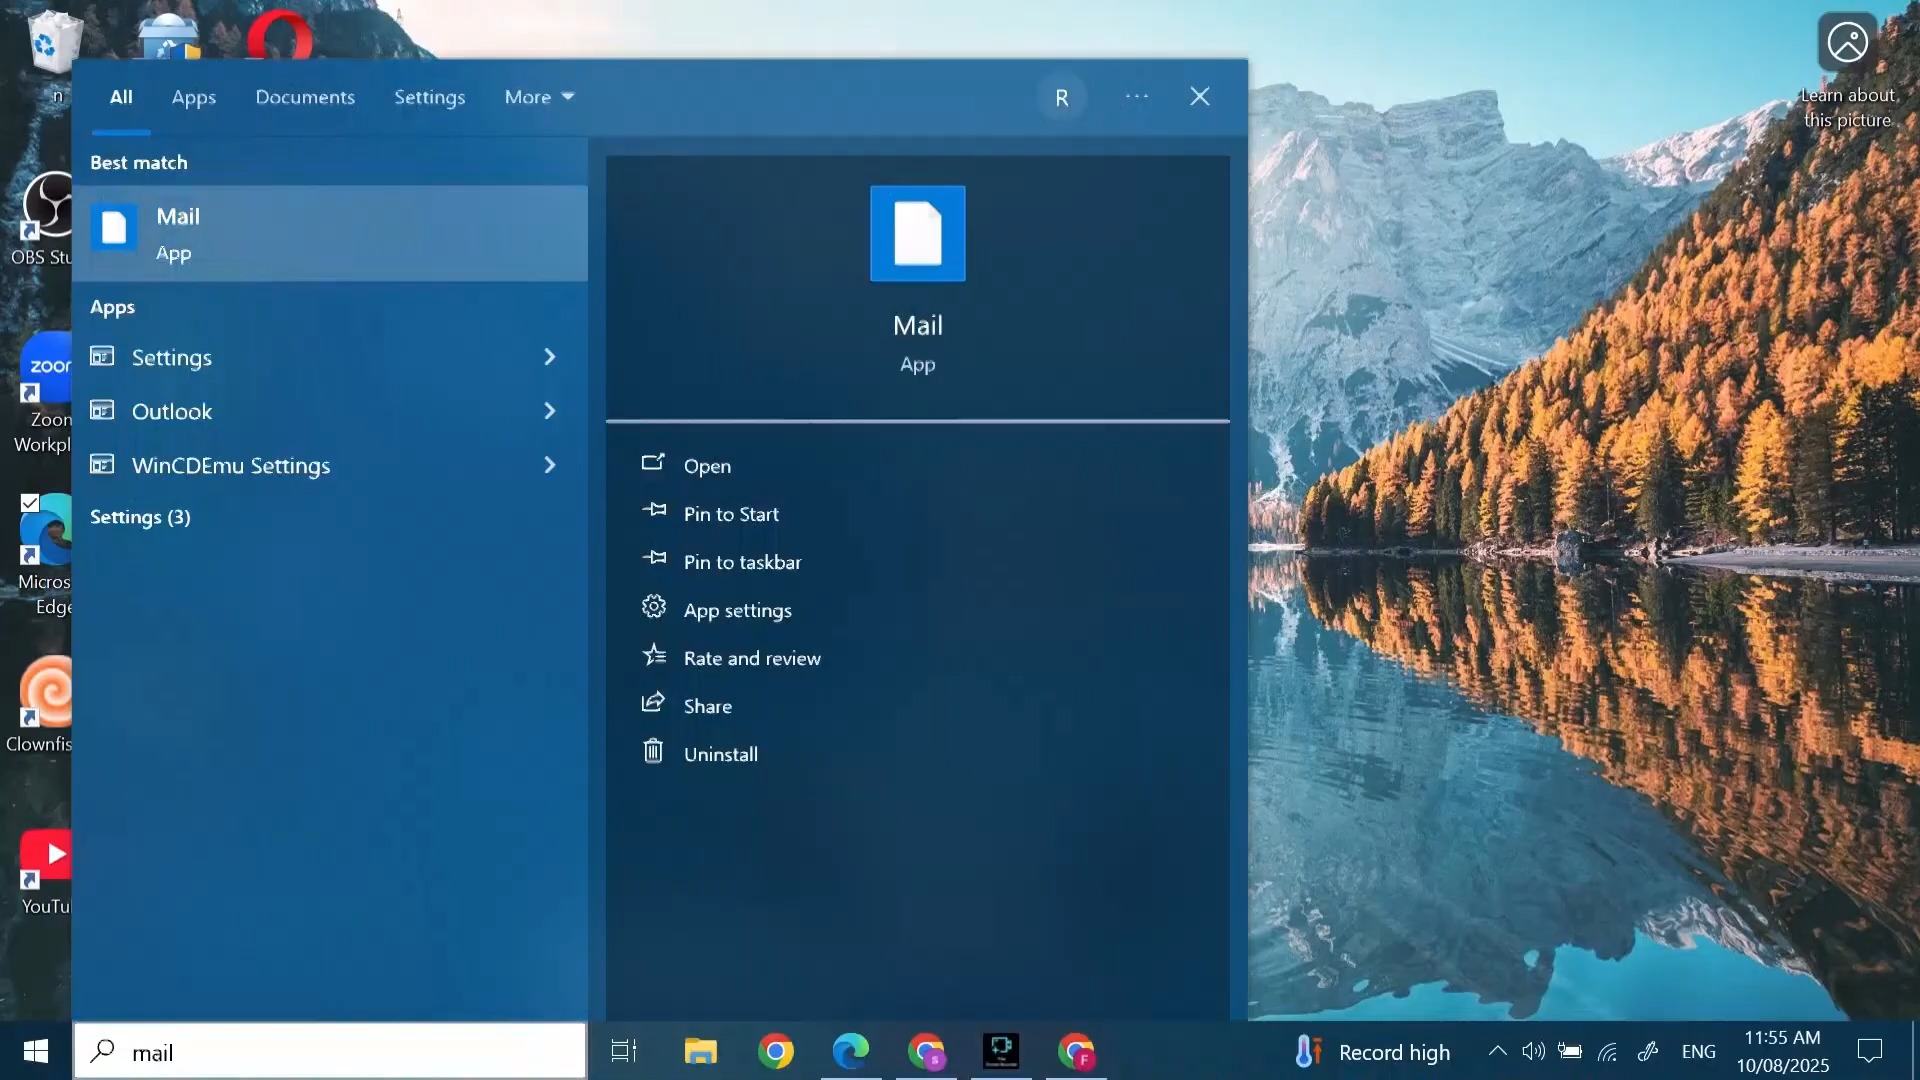 Learn about
this picture
n
All
Apps
Documents
Settings
More
R
Best match
Mail
App
Apps
Settings
Outlook
WinCDEmu Settings
Settings (3)
Mail
App
Open
Pin to Start
Pin to taskbar
App settings
Rate and review
Share
Uninstall
OBS Stu
zoom
Zoon
Workpl
Micros
Edge
Clownfis
YouTu
mail
S
F
Record high
ENG
11:55 AM
10/08/2025